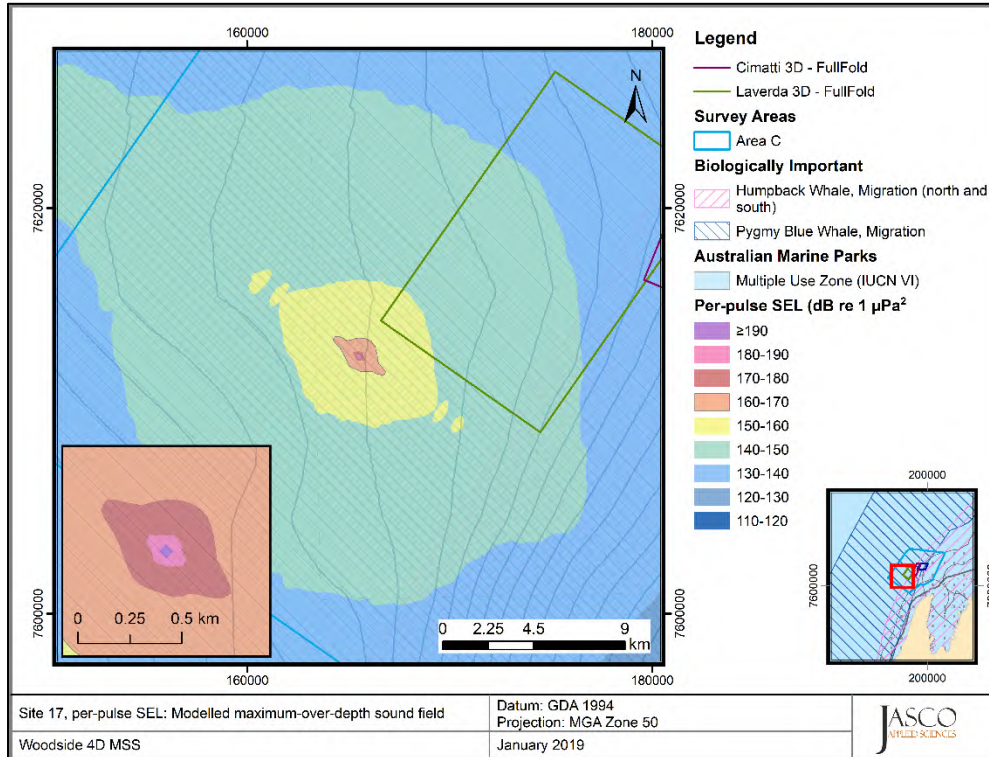 160000
180000
7620000
7620000
7600000
7600000
160000
180000
N
0 0.25 0.5 km
0 2.25 4.5 9
km
Legend
Cimatti 3D - FullFold
Laverda 3D - FullFold
Survey Areas
Area C
Biologically Important
Humpback Whale, Migration (north and
south)
Pygmy Blue Whale, Migration
Australian Marine Parks
Multiple Use Zone (IUCN VI)
Per-pulse SEL (dB re 1 µPa²
≥190
180-190
170-180
160-170
150-160
140-150
130-140
120-130
110-120
200000
7600000
200000
Site 17, per-pulse SEL: Modelled maximum-over-depth sound field
Datum: GDA 1994
Projection: MGA Zone 50
Woodside 4D MSS
January 2019
JASCO
APPLIED SCIENCES